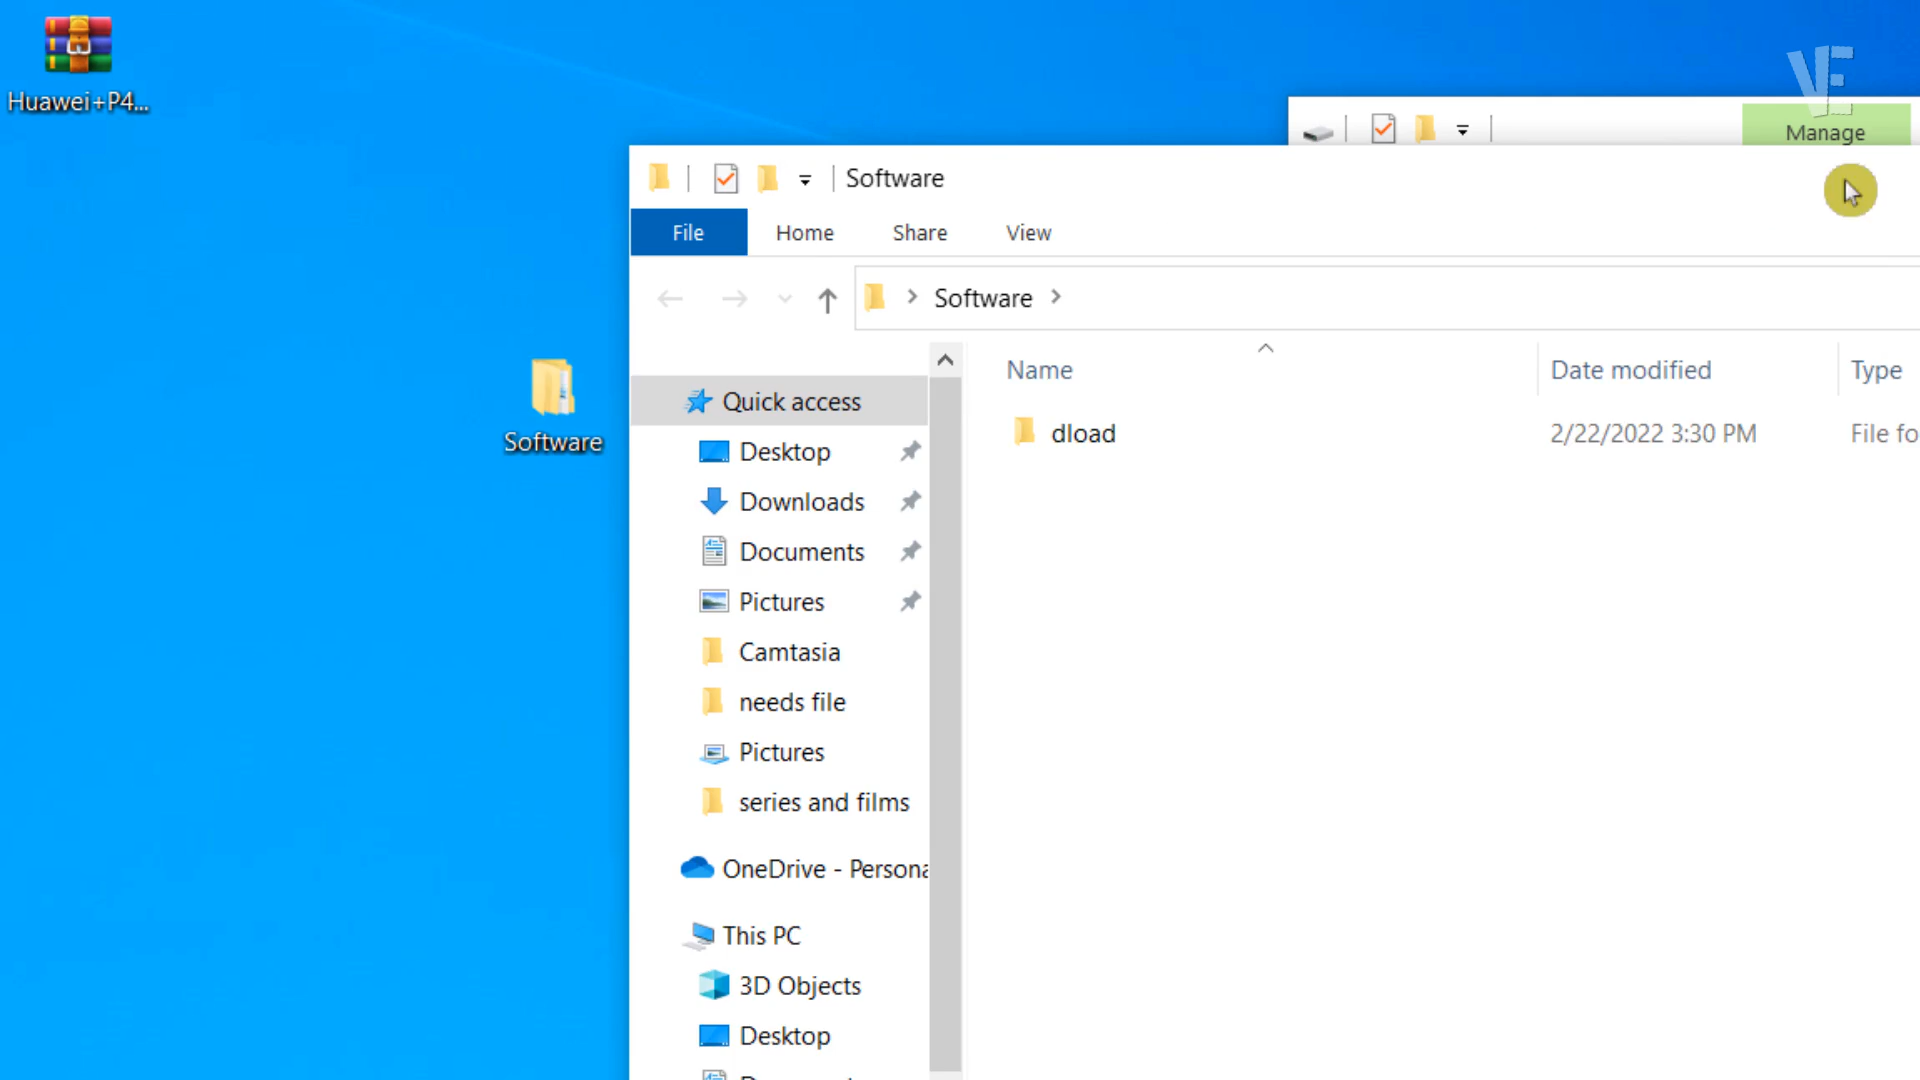 Huawei+P4...
VE
Manage
Software
File
Home
Share
View
Software
Name
Date modified
Type
Software
Quick access
dload
2/22/2022 3:30 PM
File fo
Desktop
Downloads
Documents
Pictures
Camtasia
needs file
Pictures
series and films
OneDrive - Persona
This PC
3D Objects
Desktop